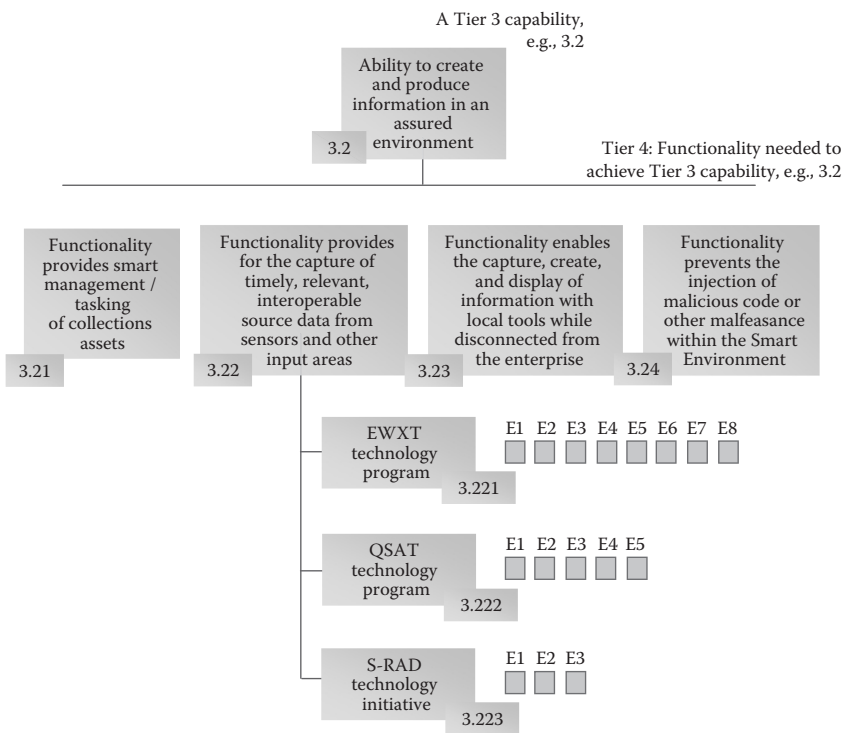 A Tier 3 capability,
e.g., 3.2
Ability to create
and produce
information in an
assured
environment
3.2
Tier 4: Functionality needed to
achieve Tier 3 capability, e.g., 3.2
Functionality
provides smart
management /
tasking
of collections
assets
3.21
Functionality provides
for the capture of
timely, relevant,
interoperable
source data from
sensors and other
input areas
3.22
Functionality enables
the capture, create,
and display of
information with
local tools while
disconnected from
the enterprise
3.23
Functionality
prevents the
injection of
malicious code or
other malfeasance
within the Smart
Environment
3.24
EWXT
technology
program
3.221
E1 E2 E3 E4 E5 E6 E7 E8
QSAT
technology
program
3.222
E1 E2 E3 E4 E5
S-RAD
technology
initiative
3.223
E1 E2 E3